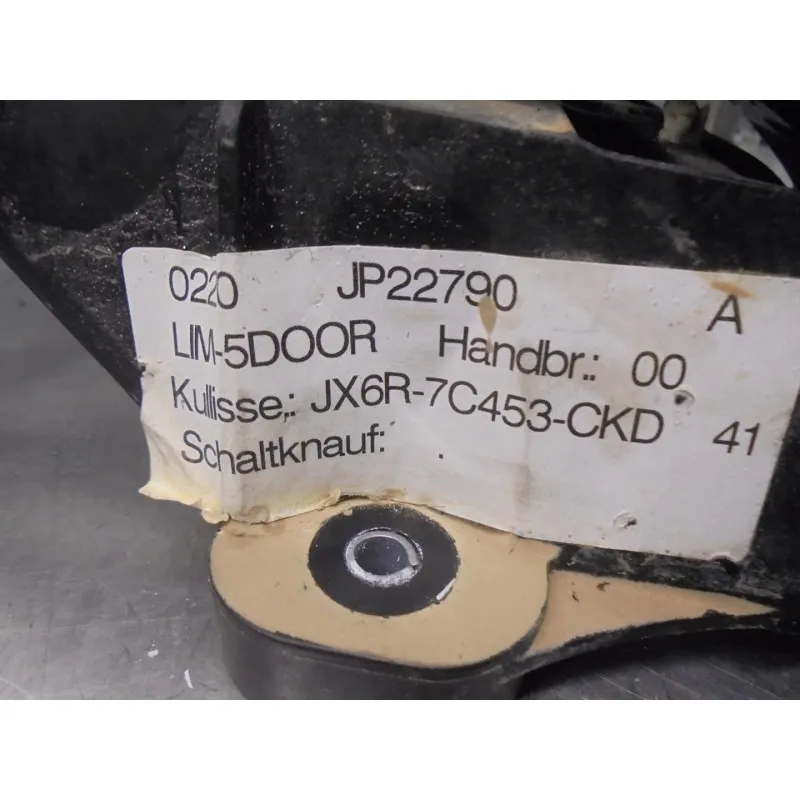 0220 JP22790 A
LIM-5DOOR Handbr.: 00
Kullisse,: JX6R-7C453-CKD 41
Schaltknauf: .